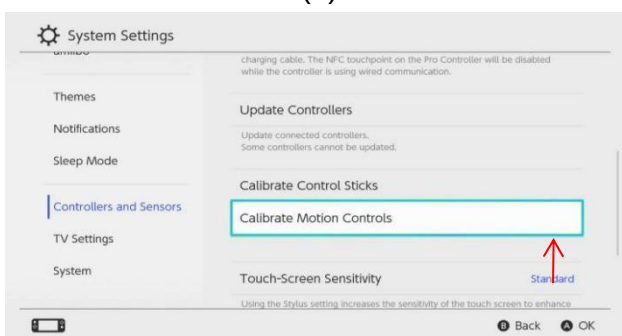 System Settings
amiibo
charging cable. The NFC touchpoint on the Pro Controller will be disabled
while the controller is using wired communication.
Themes
Update Controllers
Notifications
Update connected controllers.
Some controllers cannot be updated.
Sleep Mode
Calibrate Control Sticks
Controllers and Sensors
Calibrate Motion Controls
TV Settings
System
Touch-Screen Sensitivity Standard
Using the Stylus setting increases the sensitivity of the touch screen to enhance
B Back A OK